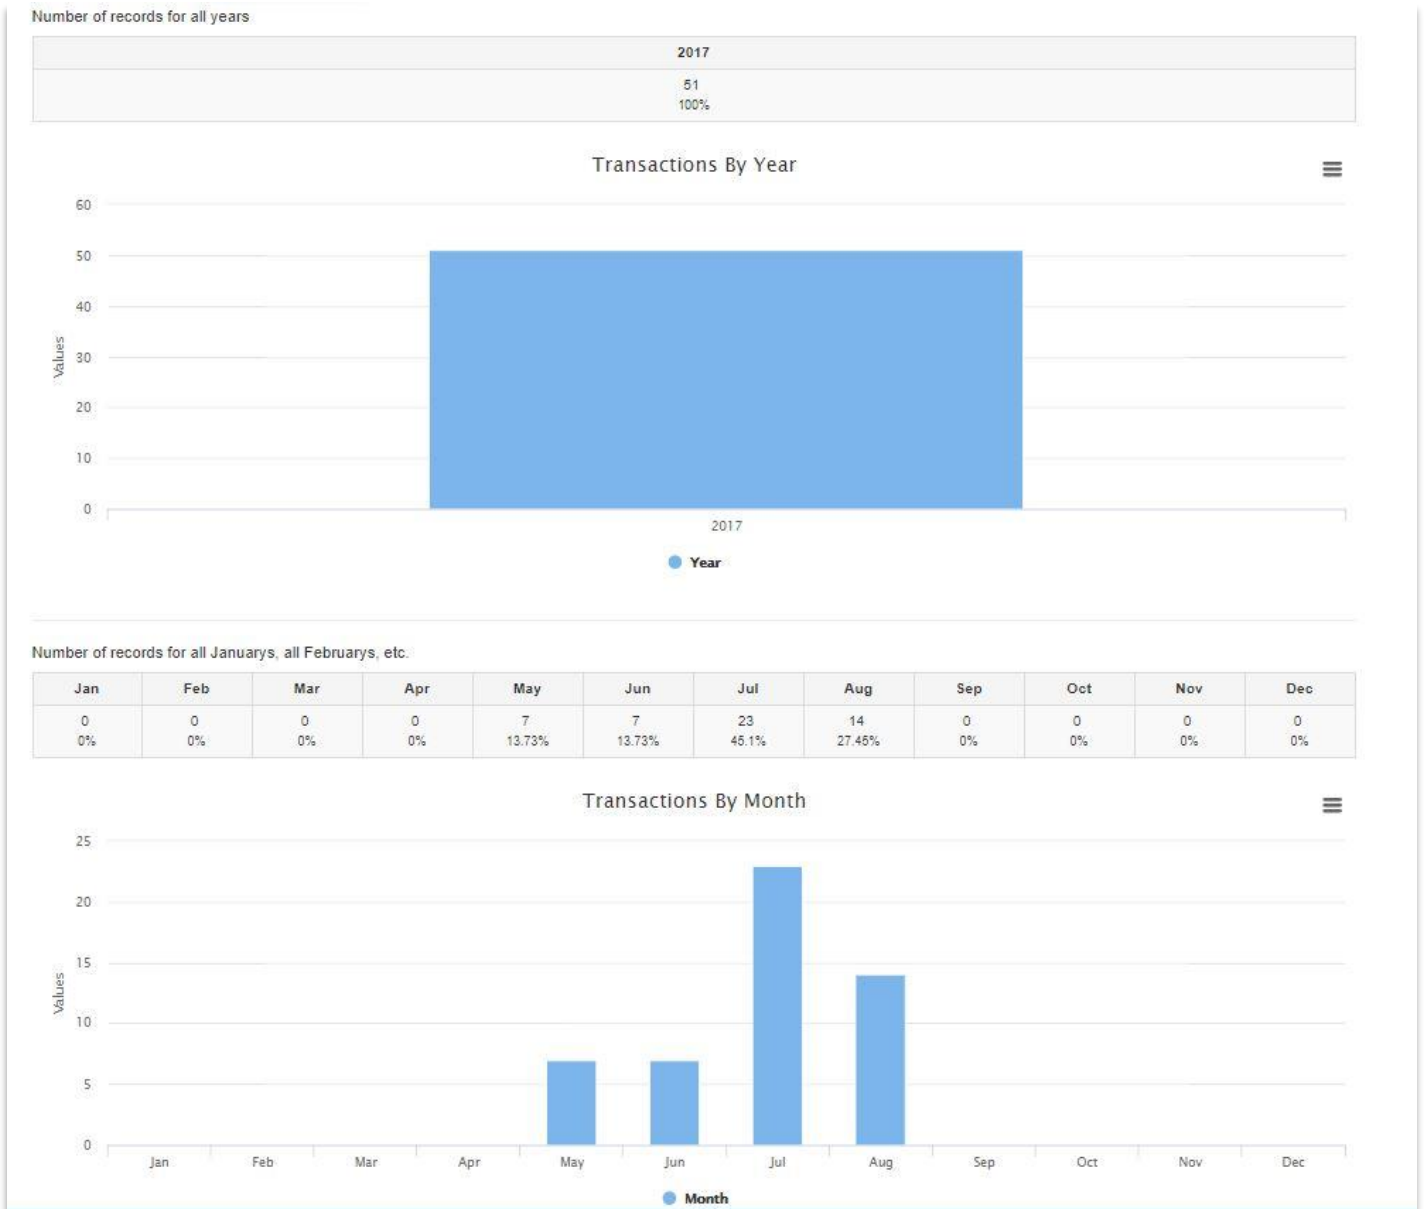 Number of records for all years
2017
51
100%
Transactions By Year
60
50
40
30
20
10
0
Values
2017
Year
Number of records for all Januarys, all Februarys, etc.
Jan Feb Mar Apr May Jun Jul Aug Sep Oct Nov Dec
0 0 0 0 7 7 23 14 0 0 0 0
0% 0% 0% 0% 13.73% 13.73% 45.1% 27.45% 0% 0% 0% 0%
Transactions By Month
25
20
15
10
5
0
Values
Jan Feb Mar Apr May Jun Jul Aug Sep Oct Nov Dec
Month